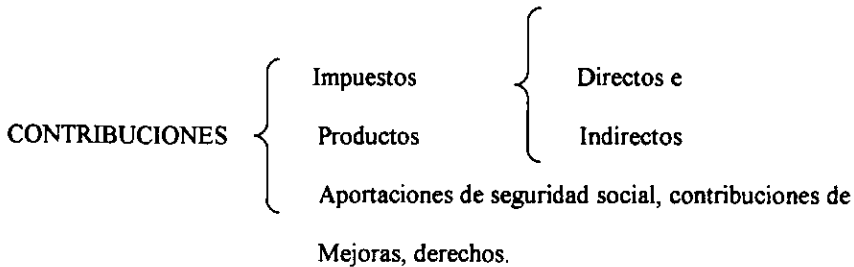 Impuestos Directos e
CONTRIBUCIONES Productos Indirectos
Aportaciones de seguridad social, contribuciones de
Mejoras, derechos.